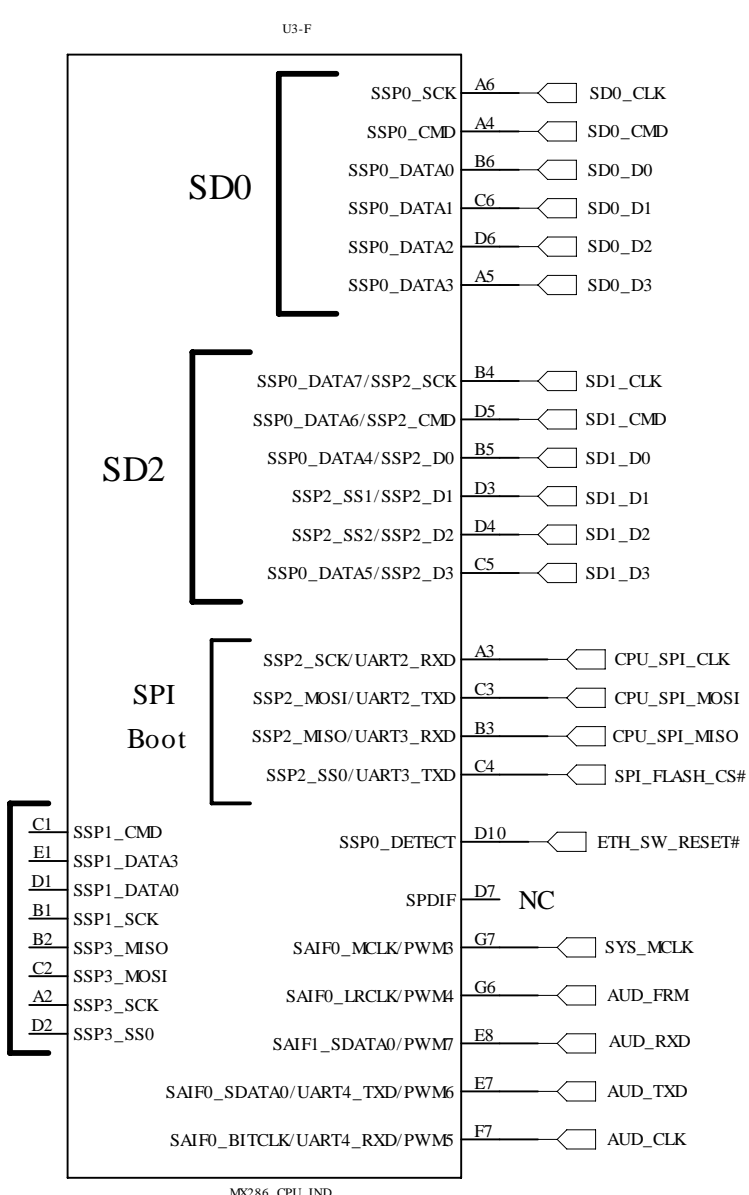 U3-F
SD0
SSP0_SCK A6 SD0_CLK
SSP0_CMD A4 SD0_CMD
SSP0_DATA0 B6 SD0_D0
SSP0_DATA1 C6 SD0_D1
SSP0_DATA2 D6 SD0_D2
SSP0_DATA3 A5 SD0_D3
SD2
SSP0_DATA7/SSP2_SCK B4 SD1_CLK
SSP0_DATA6/SSP2_CMD D5 SD1_CMD
SSP0_DATA4/SSP2_D0 B5 SD1_D0
SSP2_SS1/SSP2_D1 D3 SD1_D1
SSP2_SS2/SSP2_D2 D4 SD1_D2
SSP0_DATA5/SSP2_D3 C5 SD1_D3
SPI
Boot
SSP2_SCK/UART2_RXD A3 CPU_SPI_CLK
SSP2_MOSI/UART2_TXD C3 CPU_SPI_MOSI
SSP2_MISO/UART3_RXD B3 CPU_SPI_MISO
SSP2_SS0/UART3_TXD C4 SPI_FLASH_CS#
C1 SSP1_CMD
E1 SSP1_DATA3
D1 SSP1_DATA0
B1 SSP1_SCK
B2 SSP3_MISO
C2 SSP3_MOSI
A2 SSP3_SCK
D2 SSP3_SS0
SSP0_DETECT D10 ETH_SW_RESET#
SPDIF D7 NC
SAIF0_MCLK/PWM3 G7 SYS_MCLK
SAIF0_LRCLK/PWM4 G6 AUD_FRM
SAIF1_SDATA0/PWM7 E8 AUD_RXD
SAIF0_SDATA0/UART4_TXD/PWM6 E7 AUD_TXD
SAIF0_BITCLK/UART4_RXD/PWM5 F7 AUD_CLK
MX286_CPU_IND